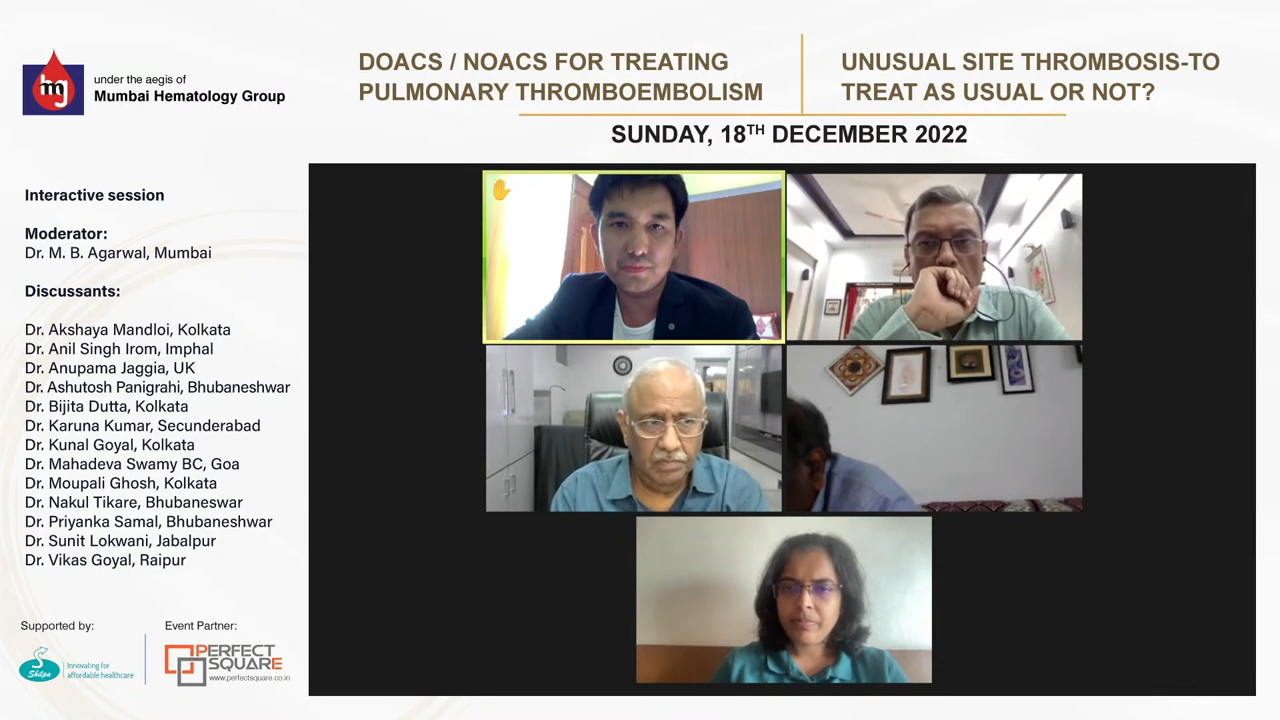 hg
under the aegis of
Mumbai Hematology Group
DOACS / NOACS FOR TREATING
PULMONARY THROMBOEMBOLISM
UNUSUAL SITE THROMBOSIS-TO
TREAT AS USUAL OR NOT?
SUNDAY, 18TH DECEMBER 2022
Interactive session
Moderator:
Dr. M. B. Agarwal, Mumbai
Discussants:
Dr. Akshaya Mandloi, Kolkata
Dr. Anil Singh Irom, Imphal
Dr. Anupama Jaggia, UK
Dr. Ashutosh Panigrahi, Bhubaneshwar
Dr. Bijita Dutta, Kolkata
Dr. Karuna Kumar, Secunderabad
Dr. Kunal Goyal, Kolkata
Dr. Mahadeva Swamy BC, Goa
Dr. Moupali Ghosh, Kolkata
Dr. Nakul Tikare, Bhubaneswar
Dr. Priyanka Samal, Bhubaneshwar
Dr. Sunit Lokwani, Jabalpur
Dr. Vikas Goyal, Raipur
Supported by:
Shilpa
Innovating for
affordable healthcare
Event Partner:
PERFECT
SQUARE
www.perfectsquare.co.in